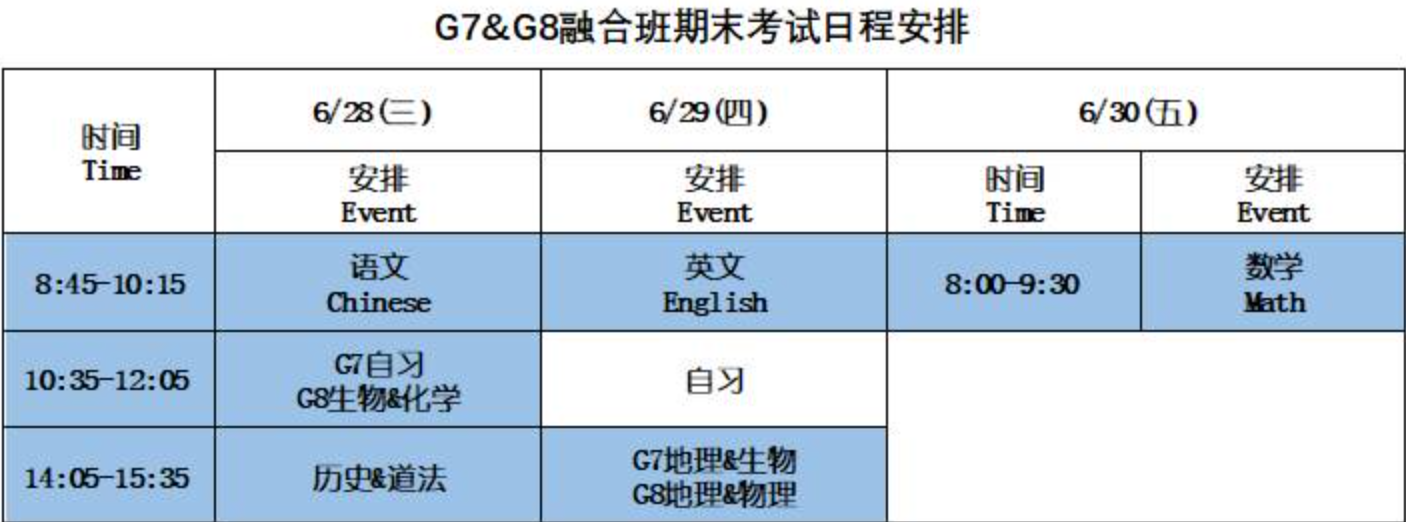 G7&G8融合班期末考试日程安排
时间
Time
6/28(三)
6/29(四)
6/30(五)
安排
Event
安排
Event
时间
Time
安排
Event
8:45-10:15
语文
Chinese
英文
English
8:00-9:30
数学
Math
10:35-12:05
G7自习
G8生物&化学
自习
14:05-15:35
历史&道法
G7地理&生物
G8地理&物理